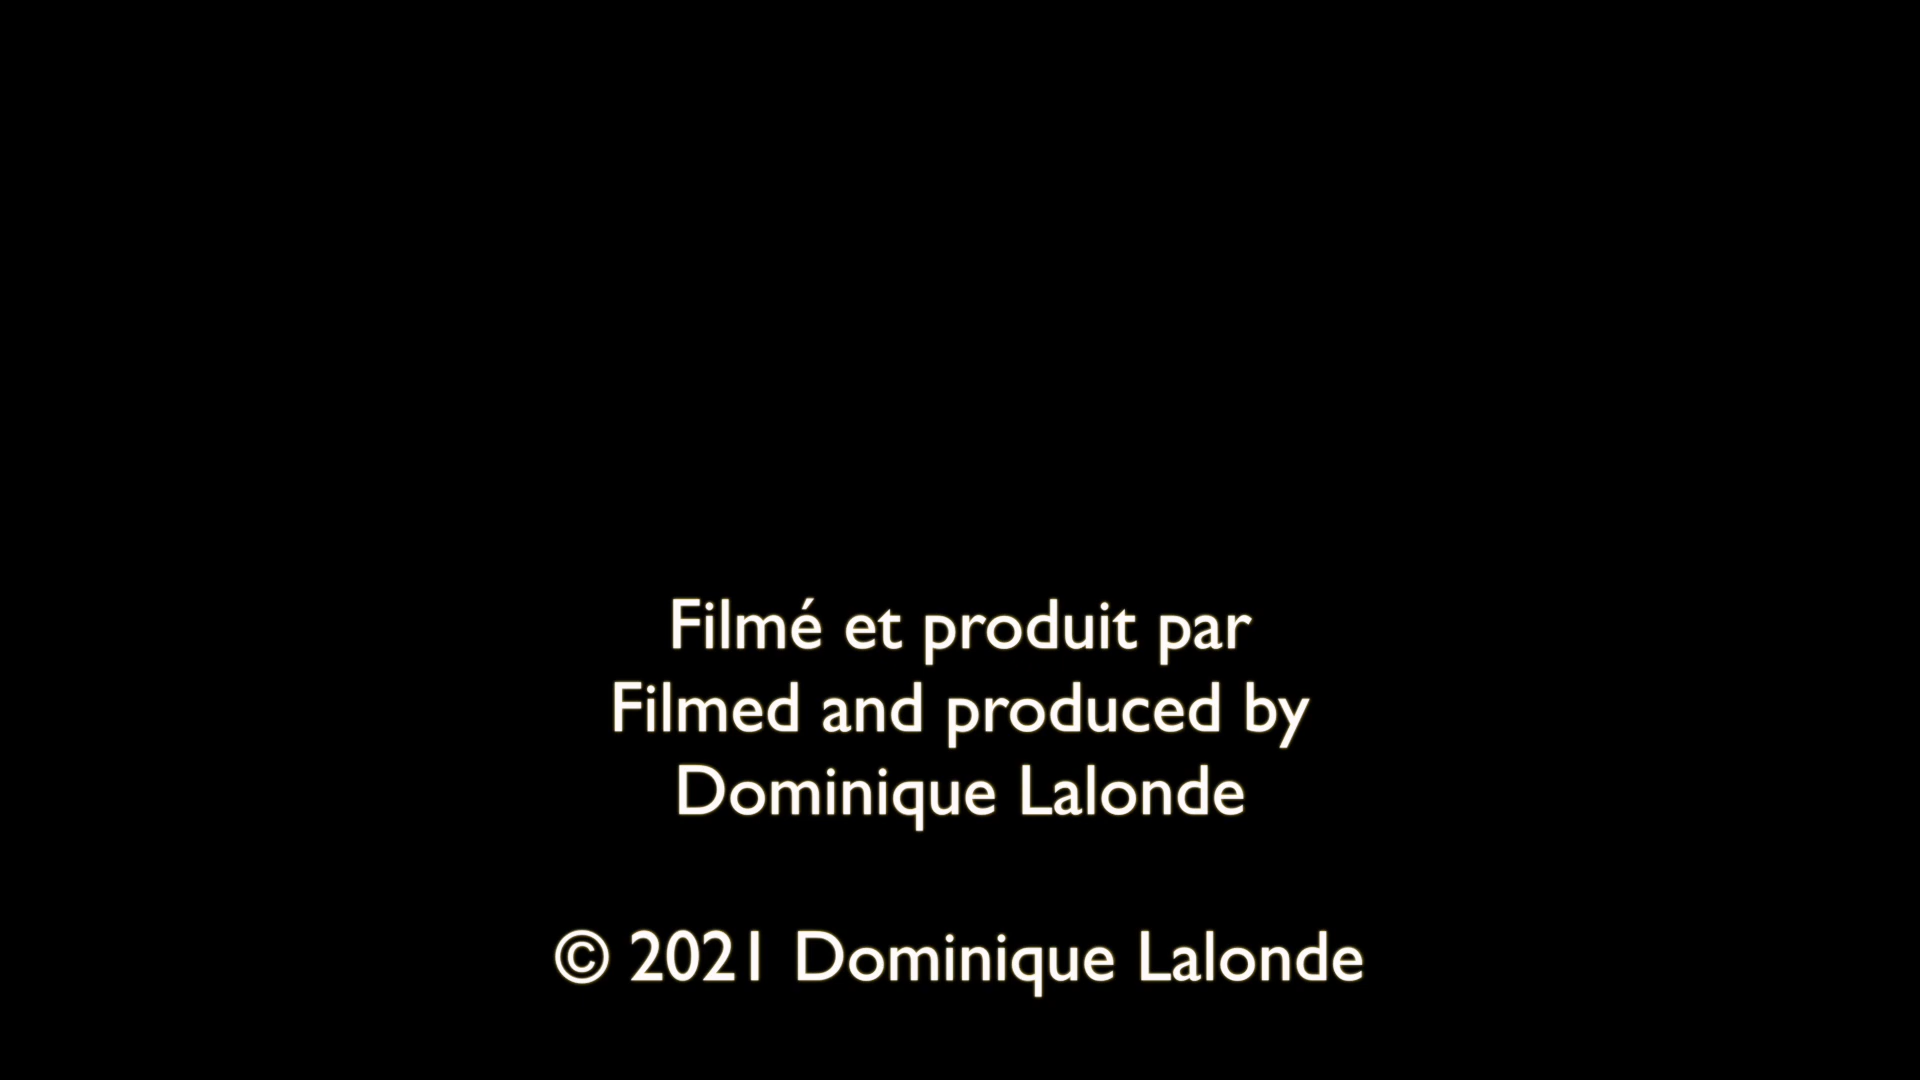 Filmé et produit par
Filmed and produced by
Dominique Lalonde
© 2021 Dominique Lalonde